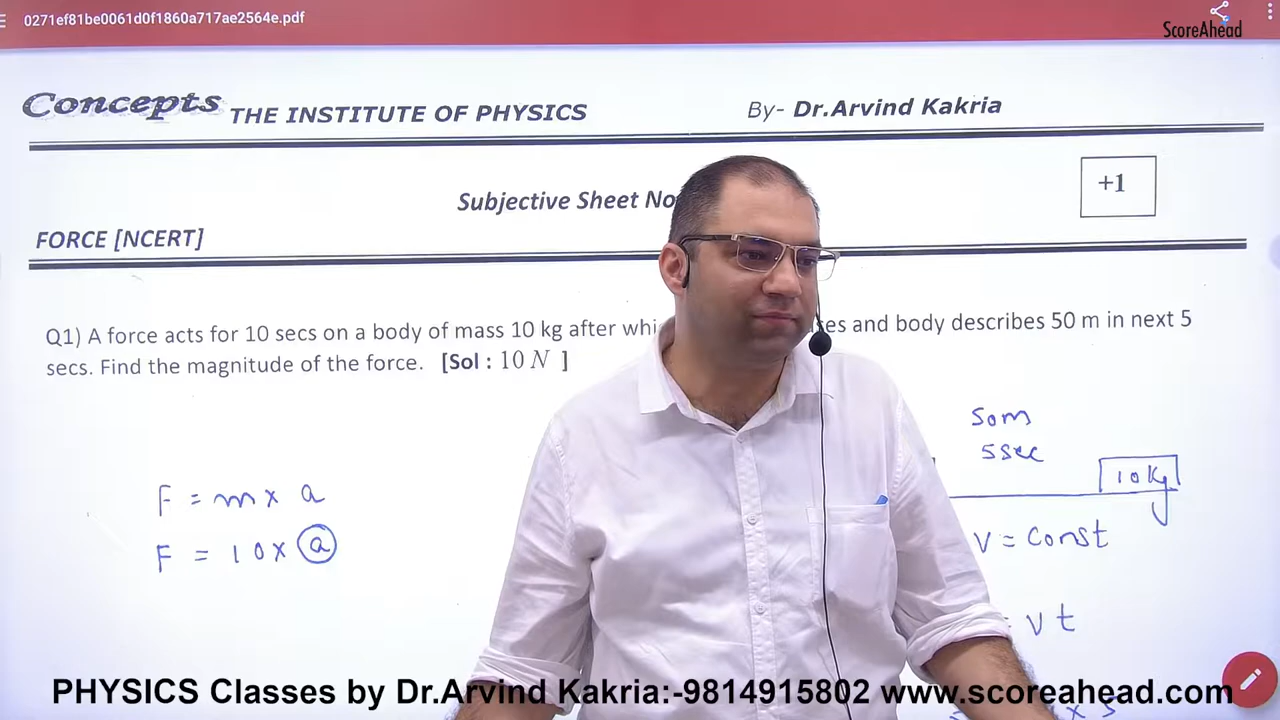 0271ef81be0061d0f1860a717ae2564e.pdf
ScoreAhead
Concepts THE INSTITUTE OF PHYSICS By- Dr.Arvind Kakria
+1
Subjective Sheet No
FORCE [NCERT]
Q1) A force acts for 10 secs on a body of mass 10 kg after whi es and body describes 50 m in next 5
secs. Find the magnitude of the force. [Sol : 10 N ]
50m
5sec
10Kg
F = m x a
F = 10 x a
v = const
= vt
x 5
PHYSICS Classes by Dr.Arvind Kakria:-9814915802 www.scoreahead.com